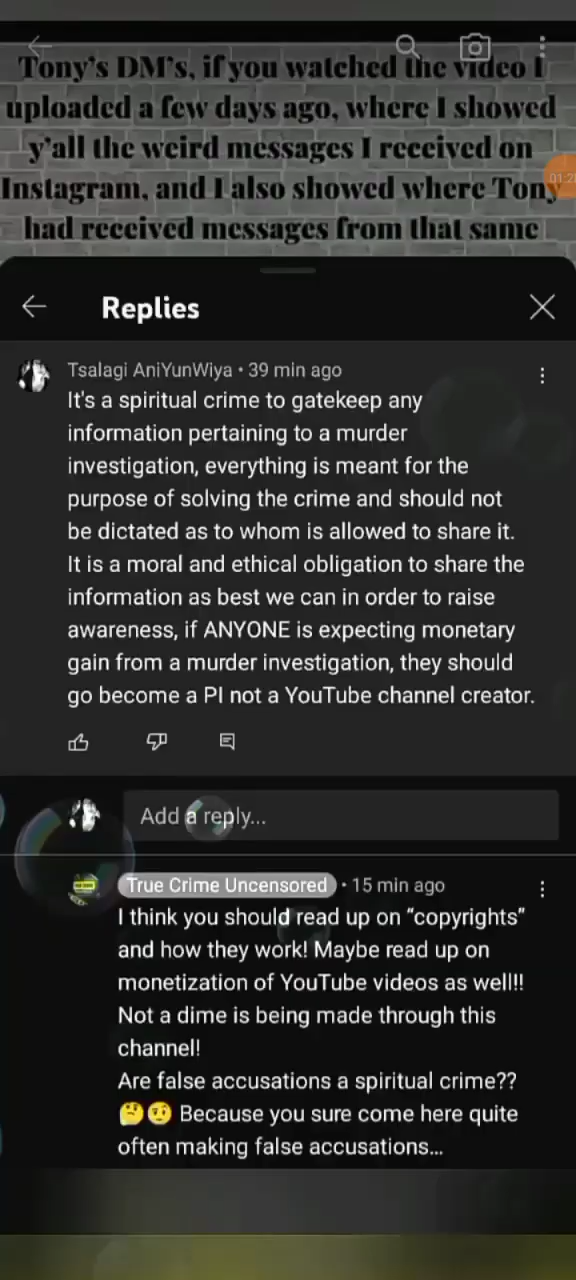 Tony's DM's, if you watched the video I
uploaded a few days ago, where I showed
y'all the weird messages I received on
Instagram, and I also showed where Tony
had received messages from that same
Replies
Tsalagi AniYunWiya • 39 min ago
It's a spiritual crime to gatekeep any
information pertaining to a murder
investigation, everything is meant for the
purpose of solving the crime and should not
be dictated as to whom is allowed to share it.
It is a moral and ethical obligation to share the
information as best we can in order to raise
awareness, if ANYONE is expecting monetary
gain from a murder investigation, they should
go become a PI not a YouTube channel creator.
Add a reply...
True Crime Uncensored • 15 min ago
I think you should read up on “copyrights”
and how they work! Maybe read up on
monetization of YouTube videos as well!!
Not a dime is being made through this
channel!
Are false accusations a spiritual crime??
🤔🤨 Because you sure come here quite
often making false accusations...